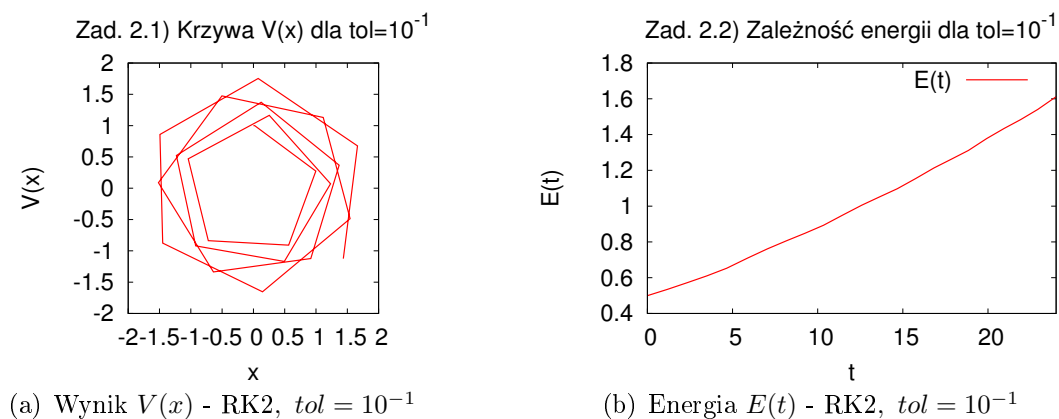 Zad. 2.1) Krzywa V(x) dla tol=10^-1
2
1.5
1
0.5
0
-0.5
-1
-1.5
-2
V(x)
-2-1.5-1-0.5 0 0.5 1 1.5 2
x
(a) Wynik V(x) - RK2, tol = 10^-1
Zad. 2.2) Zależność energii dla tol=10^-1
1.8
1.6
1.4
1.2
1
0.8
0.6
0.4
E(t)
E(t)
0 5 10 15 20
t
(b) Energia E(t) - RK2, tol = 10^-1